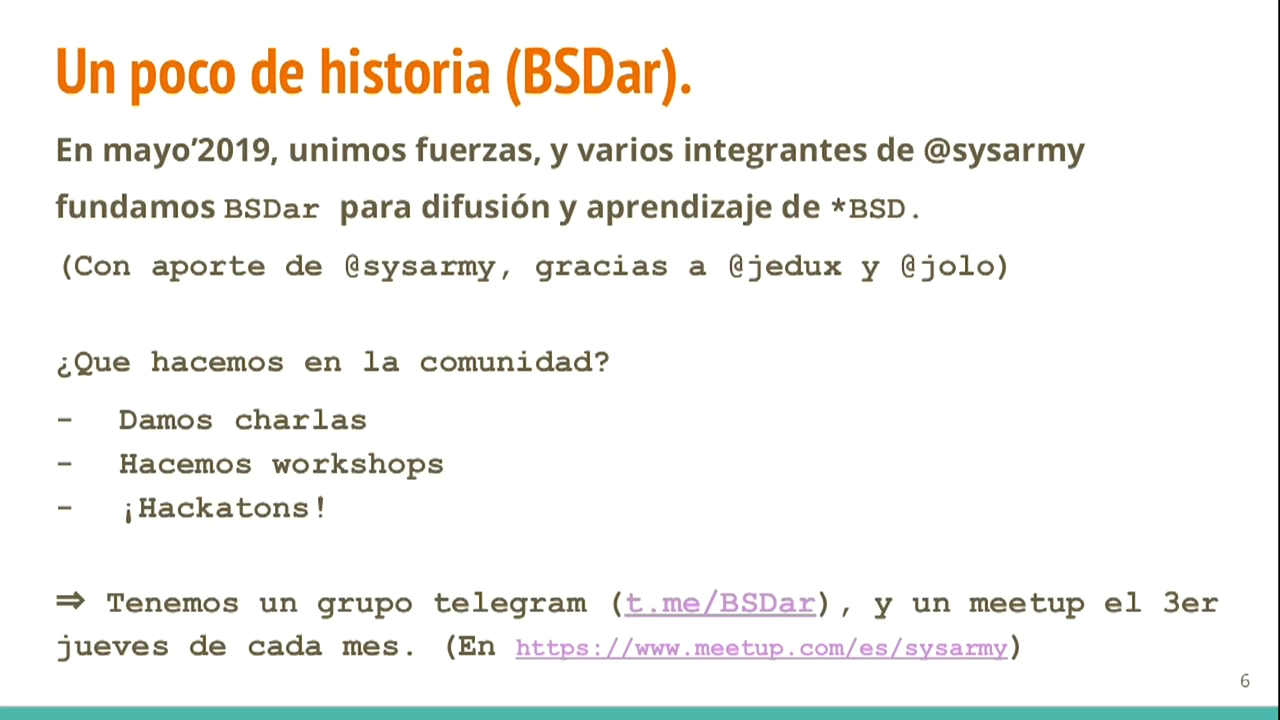 Un poco de historia (BSDar).
En mayo’2019, unimos fuerzas, y varios integrantes de @sysarmy
fundamos BSDar para difusión y aprendizaje de *BSD.
(Con aporte de @sysarmy, gracias a @jedux y @jolo)
¿Que hacemos en la comunidad?
- Damos charlas
- Hacemos workshops
- ¡Hackatons!
⇒ Tenemos un grupo telegram (t.me/BSDar), y un meetup el 3er
jueves de cada mes. (En https://www.meetup.com/es/sysarmy)
6